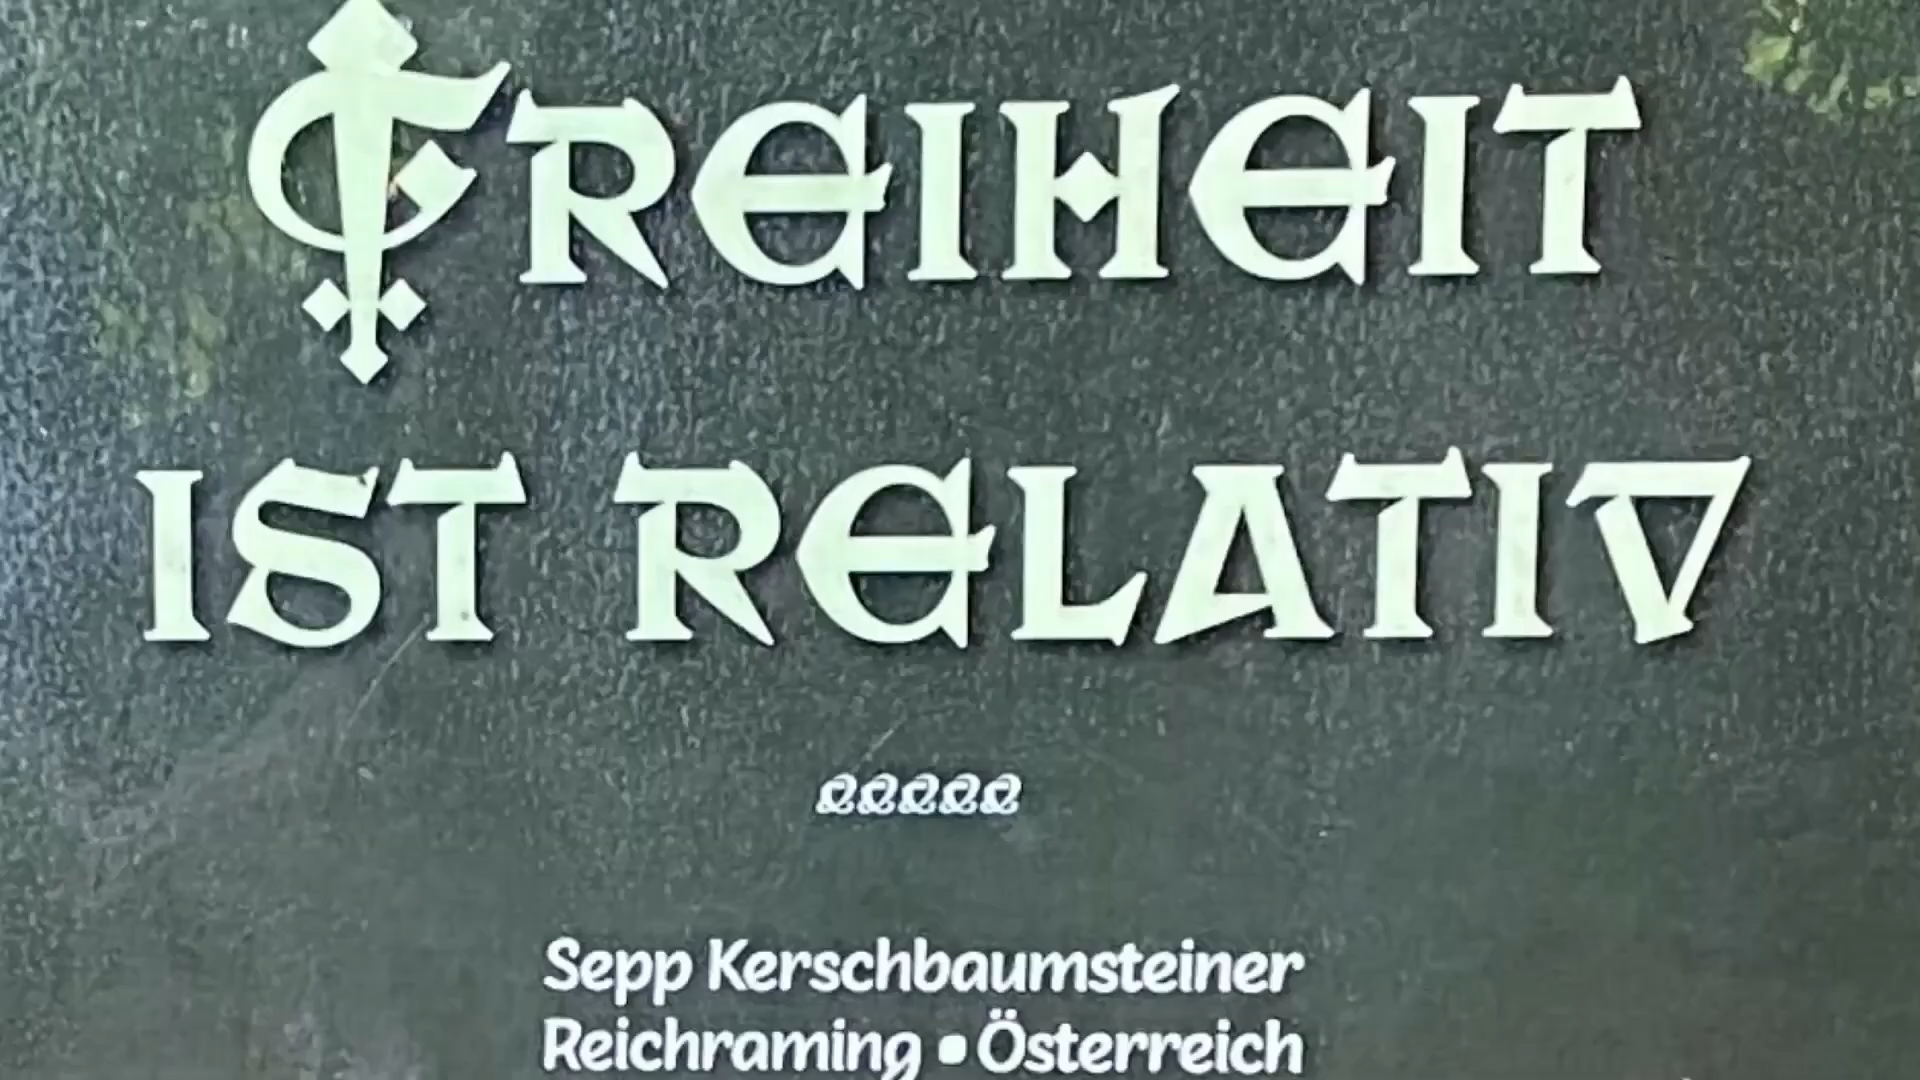 FREIHEIT
IST RELATIV
Sepp Kerschbaumsteiner
Reichraming • Österreich